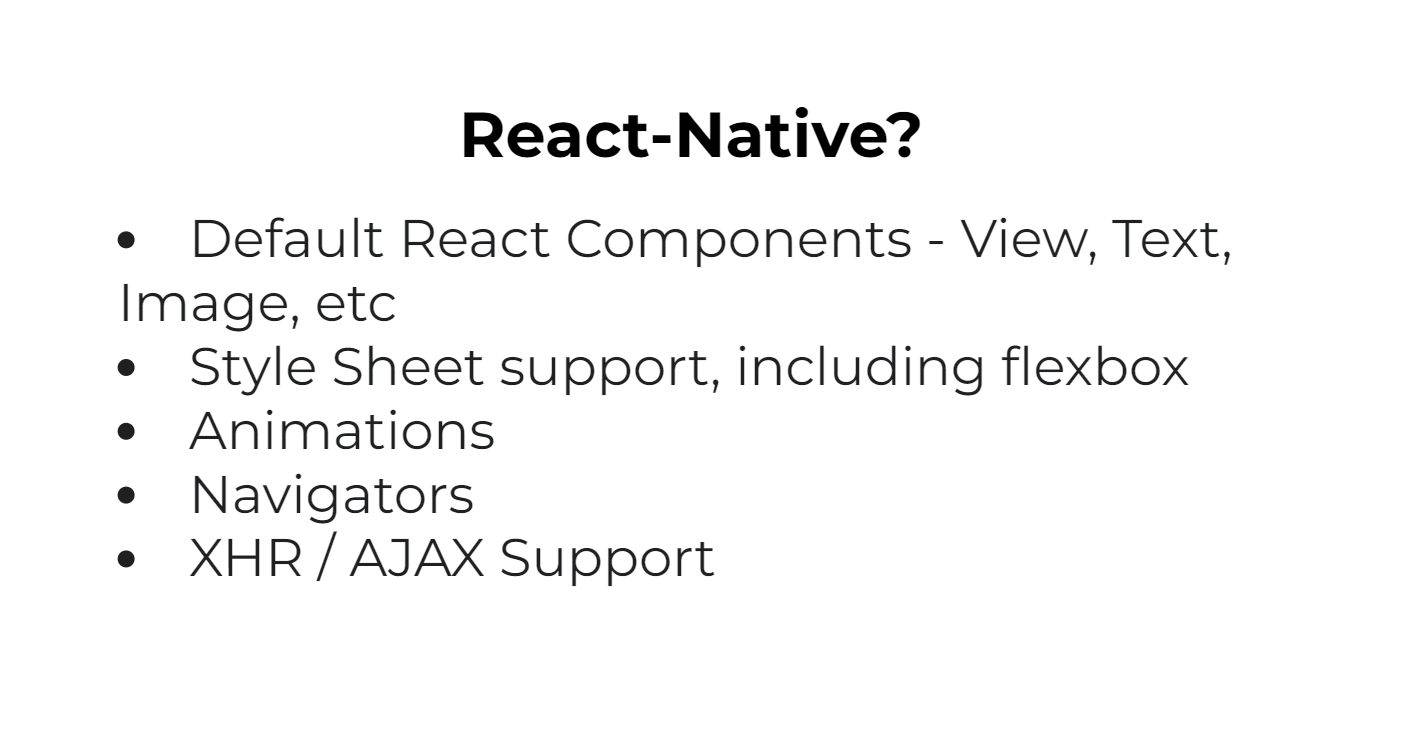 React-Native?
• Default React Components - View, Text,
Image, etc
• Style Sheet support, including flexbox
• Animations
• Navigators
• XHR / AJAX Support